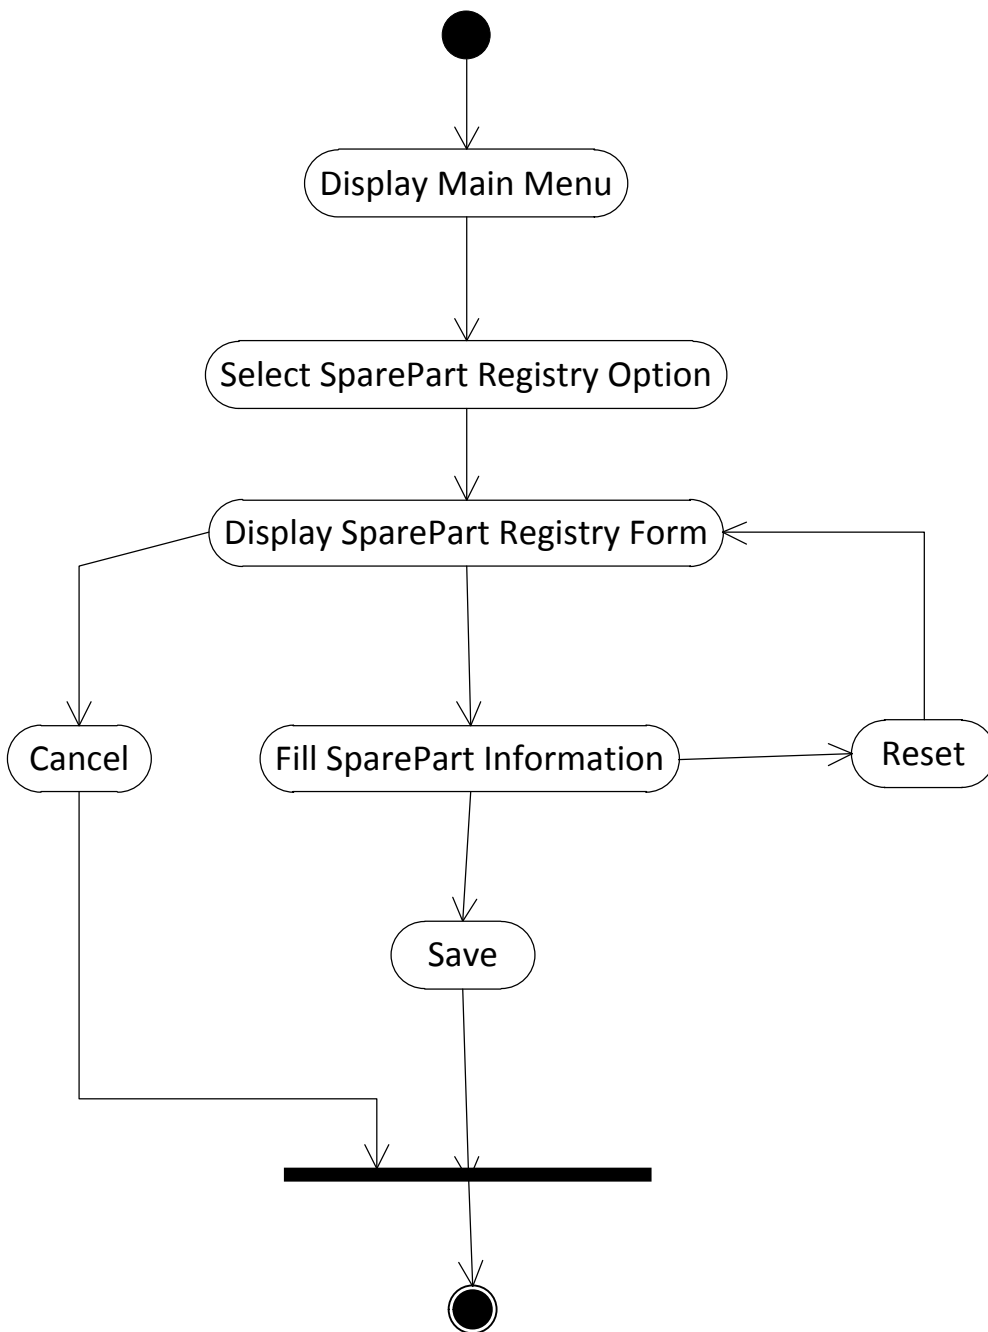 Display Main Menu
Select SparePart Registry Option
Display SparePart Registry Form
Cancel
Fill SparePart Information
Reset
Save